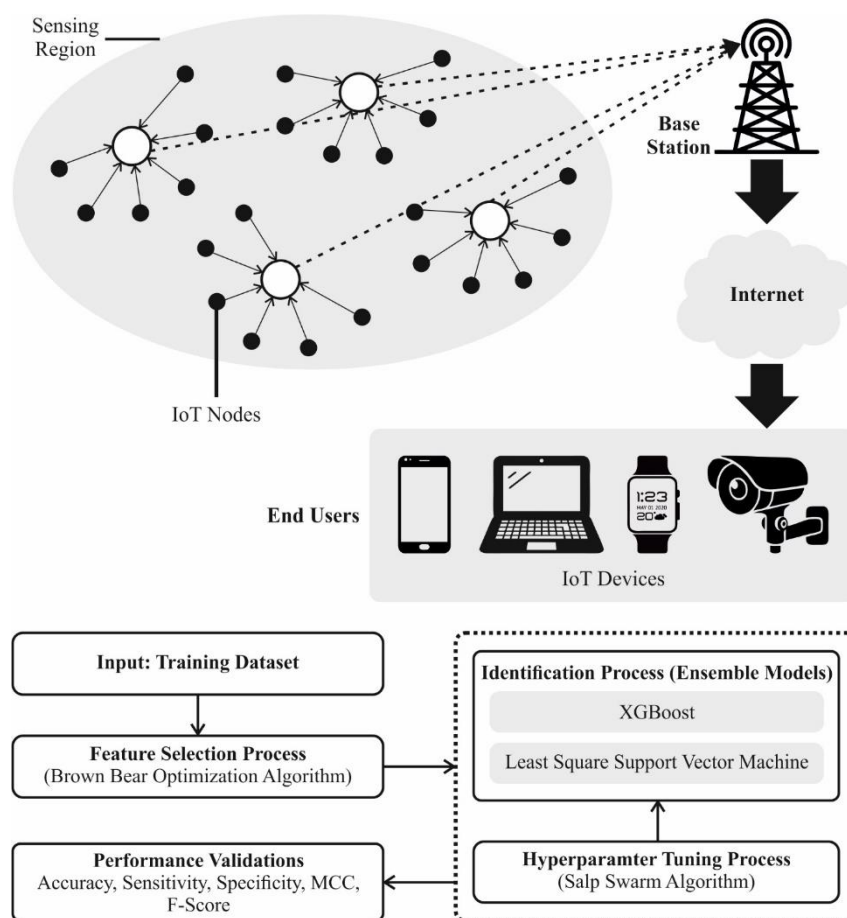 Sensing
Region
Base
Station
Internet
IoT Nodes
End Users
1:23
MAY 01 2020
20°
IoT Devices
Input: Training Dataset
Feature Selection Process
(Brown Bear Optimization Algorithm)
Performance Validations
Accuracy, Sensitivity, Specificity, MCC,
F-Score
Identification Process (Ensemble Models)
XGBoost
Least Square Support Vector Machine
Hyperparamter Tuning Process
(Salp Swarm Algorithm)